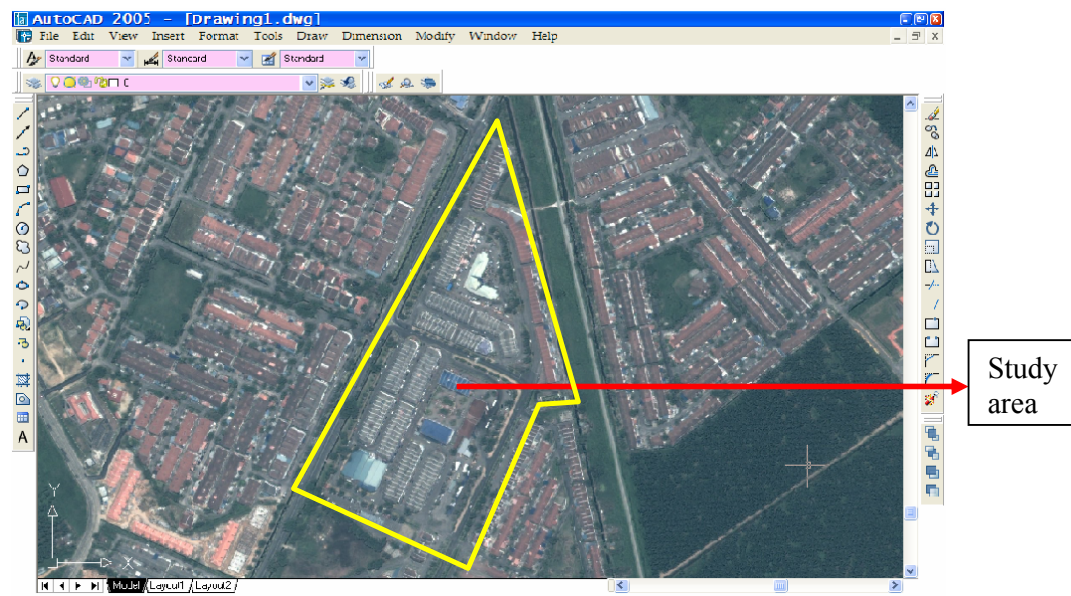 AutoCAD 2005 - [Drawing1.dwg]
File Edit View Insert Format Tools Draw Dimension Modify Window Help
Standard Standard Standard
Study
area
A
Y
X
Model Layout1 Layout2